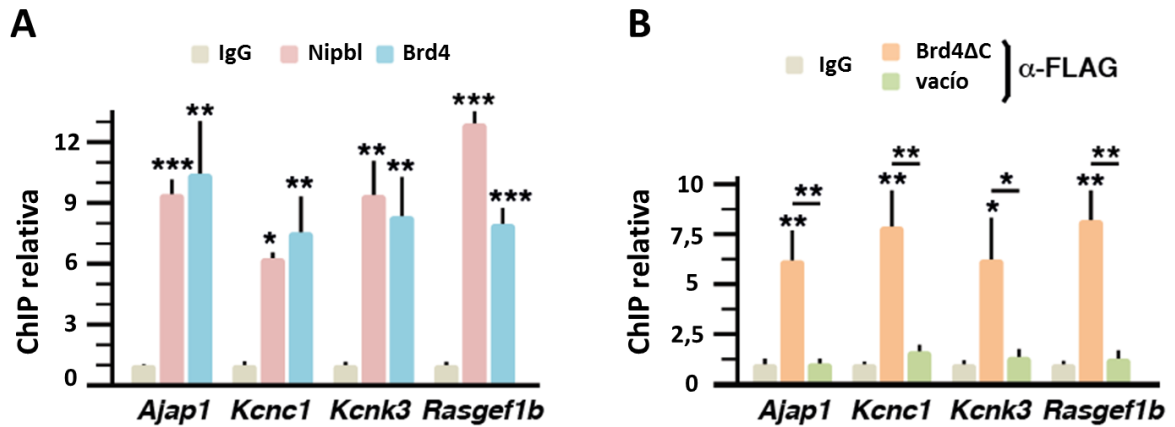 A
IgG Nipbl Brd4
ChIP relativa
12
9
6
3
0
** *** ** *** * ** ** ** ***
Ajap1 Kcnc1 Kcnk3 Rasgef1b
B
IgG Brd4ΔC
vacío
α-FLAG
ChIP relativa
10
7,5
5
2,5
0
** ** * **
** ** * **
Ajap1 Kcnc1 Kcnk3 Rasgef1b